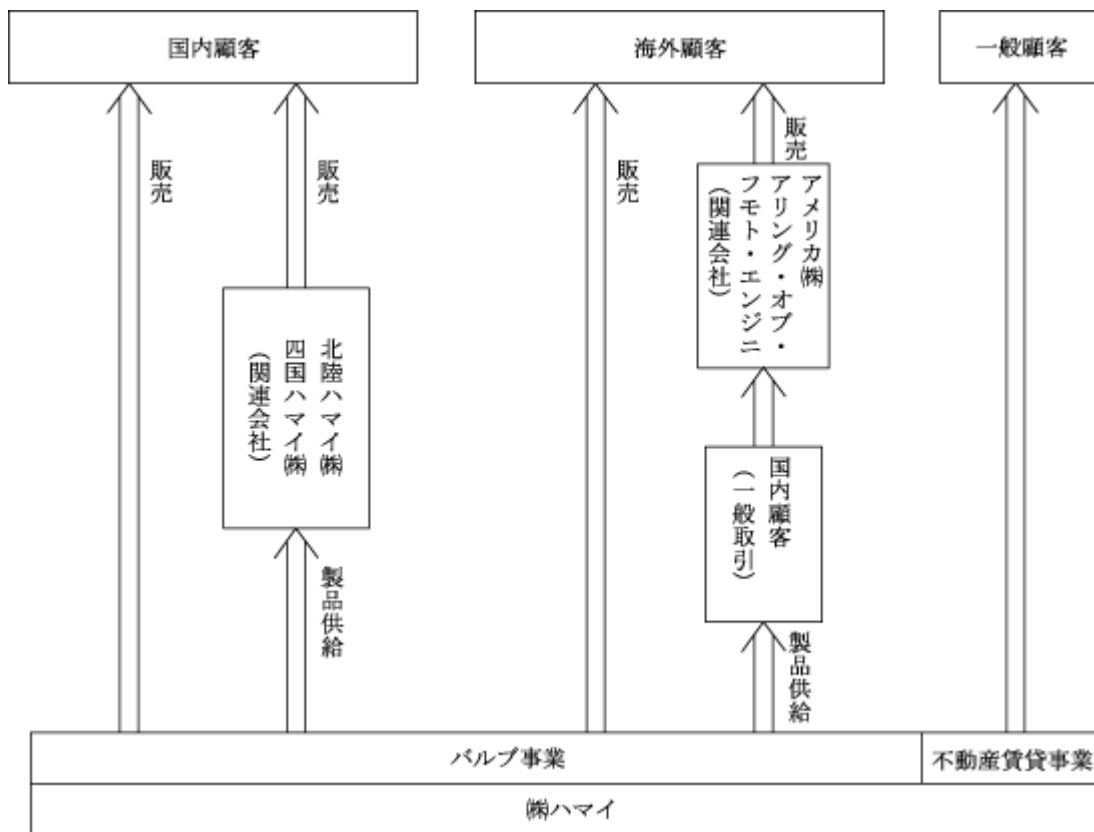 国内顧客
海外顧客
一般顧客
販売
販売
販売
販売
アメリカ㈱
アリング・オブ・
フモト・エンジニ
(関連会社)
北陸ハマイ㈱
四国ハマイ㈱
(関連会社)
国内顧客
(一般取引)
製品供給
製品供給
バルブ事業
不動産賃貸事業
㈱ハマイ